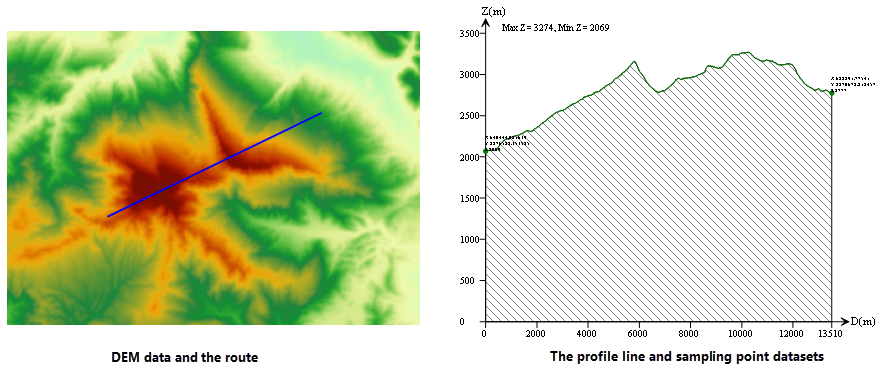 Z(m)
Max Z = 3274, Min Z = 2069
3500
3000
2500
2000
1500
1000
500
0
0 2000 4000 6000 8000 10000 12000 13510 D(m)
DEM data and the route
The profile line and sampling point datasets